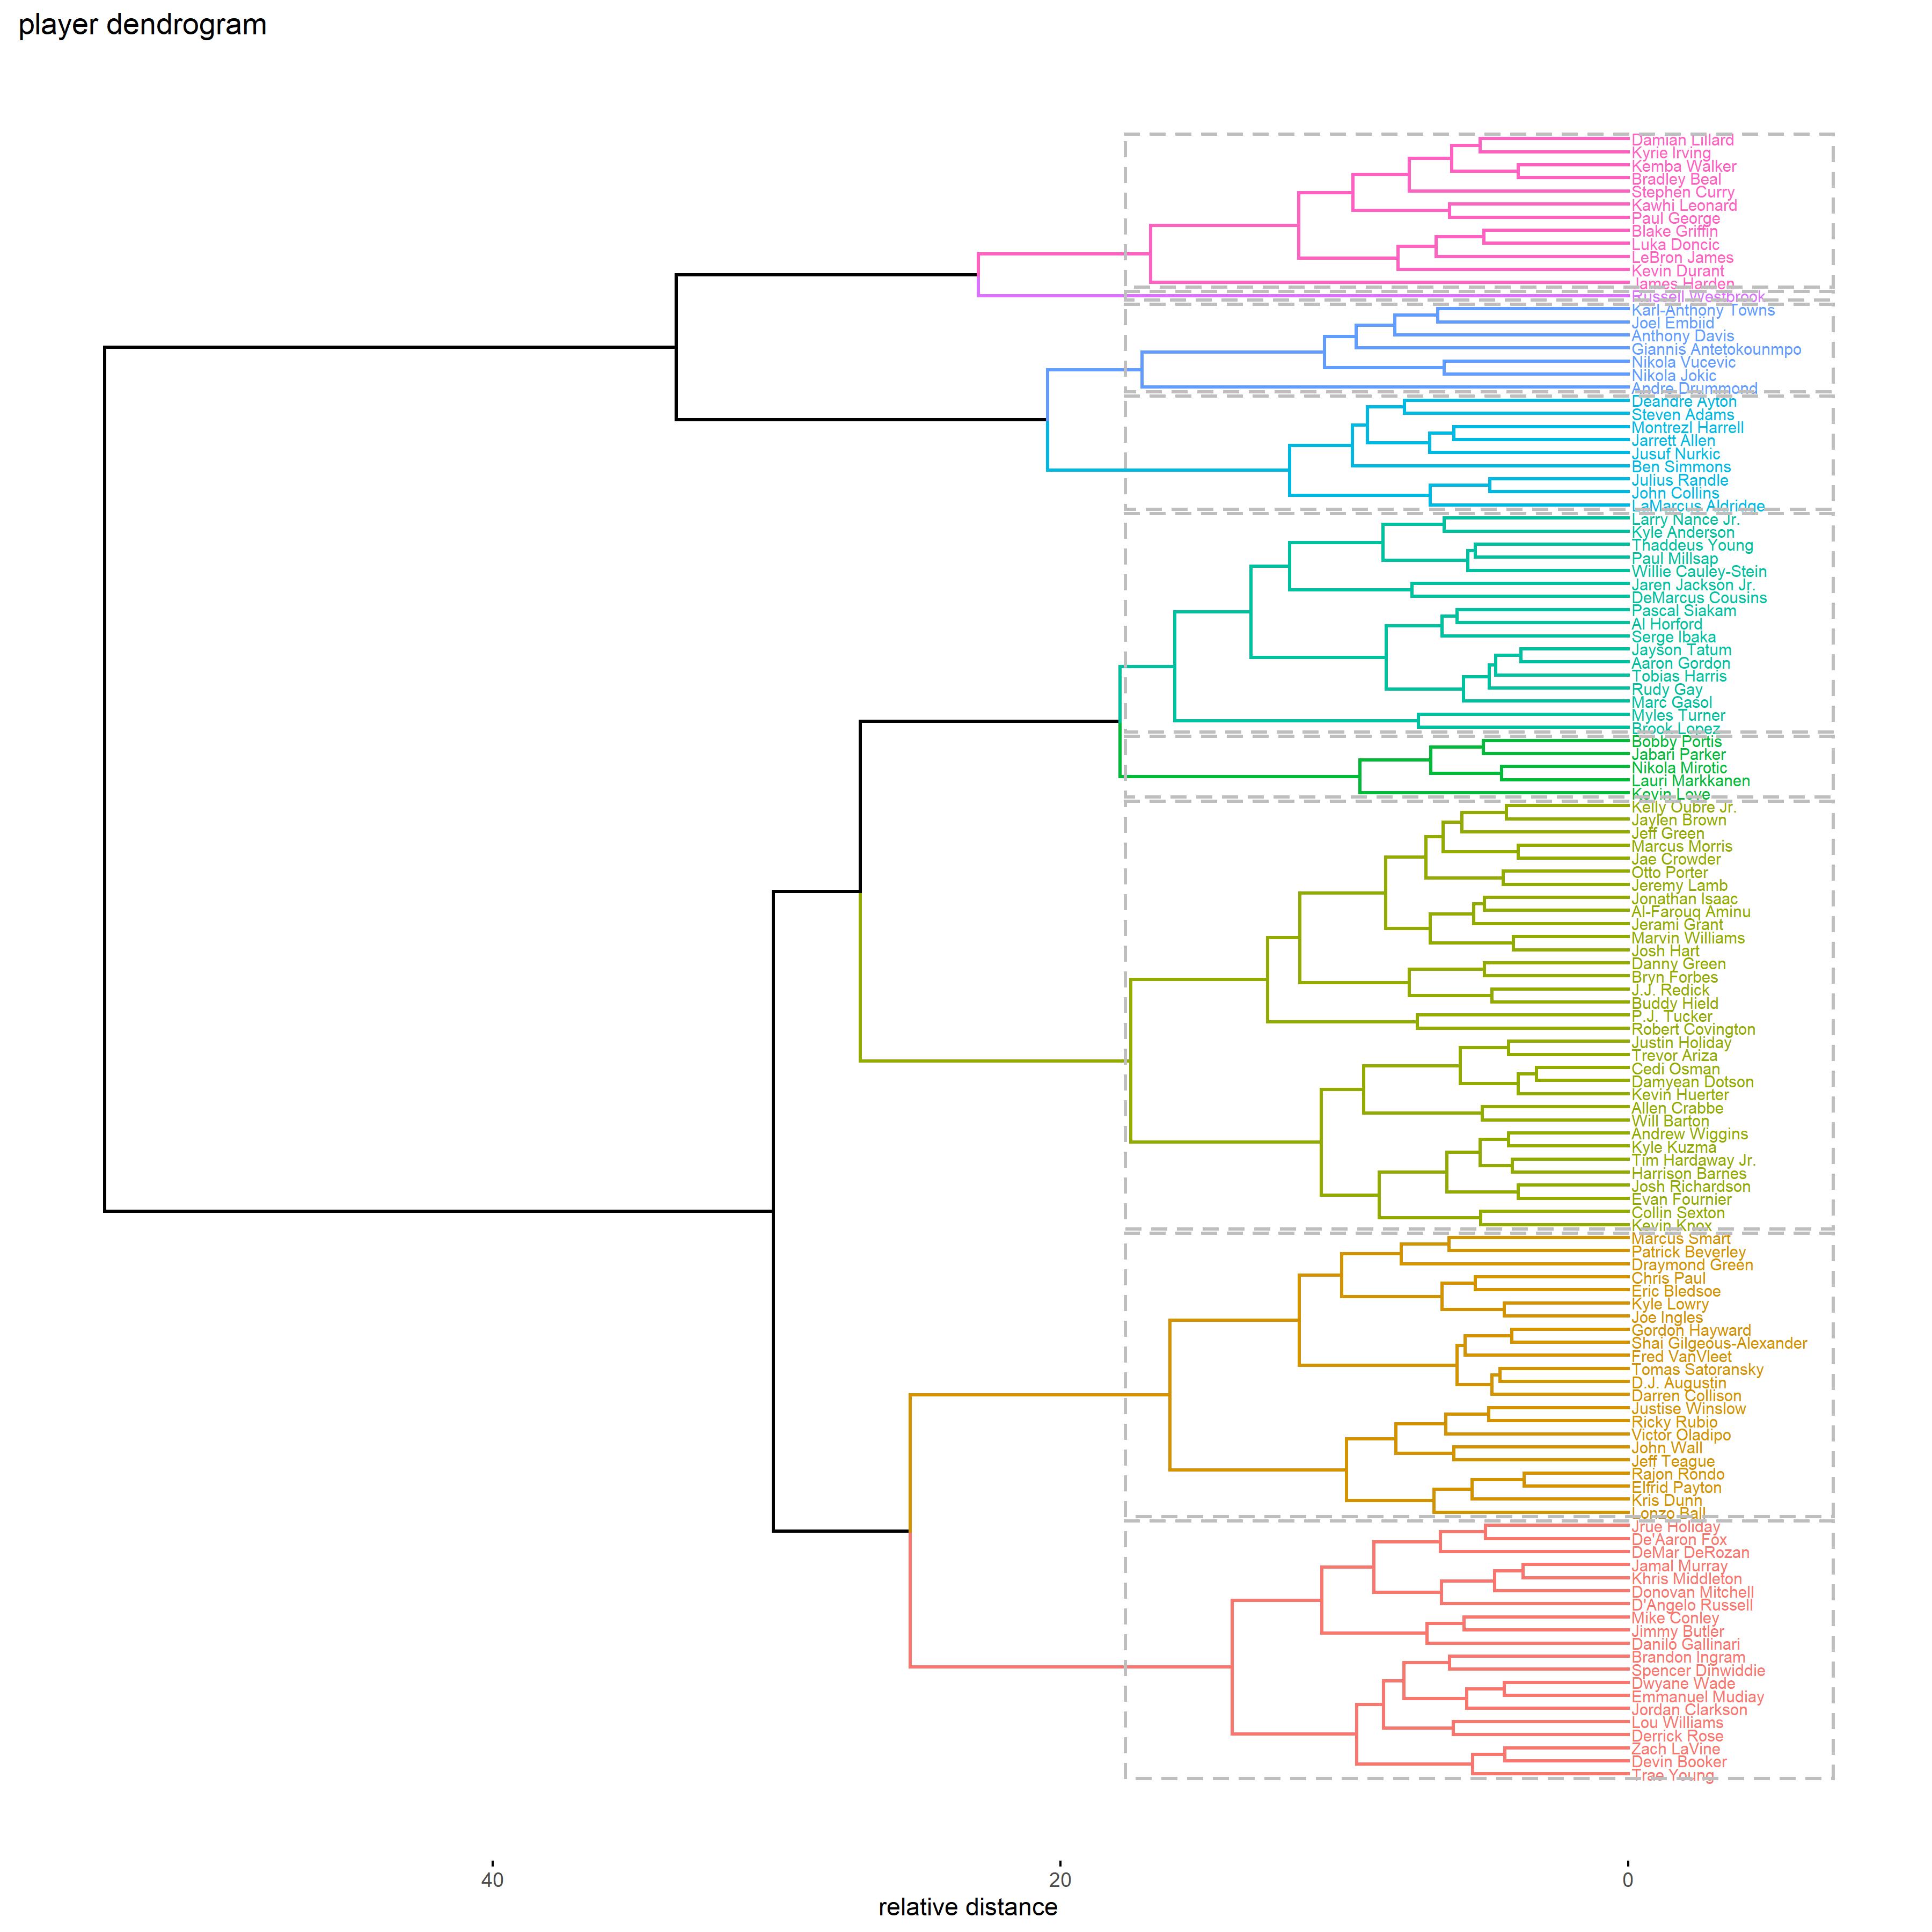 player dendrogram
Damian Lillard
Kyrie Irving
Kemba Walker
Bradley Beal
Stephen Curry
Kawhi Leonard
Paul George
Blake Griffin
Luka Doncic
LeBron James
Kevin Durant
James Harden
Russell Westbrook
Karl-Anthony Towns
Joel Embiid
Anthony Davis
Giannis Antetokounmpo
Nikola Vucevic
Nikola Jokic
Andre Drummond
Deandre Ayton
Steven Adams
Montrezl Harrell
Jarrett Allen
Jusuf Nurkic
Ben Simmons
Julius Randle
John Collins
LaMarcus Aldridge
Larry Nance Jr.
Kyle Anderson
Thaddeus Young
Paul Millsap
Willie Cauley-Stein
Jaren Jackson Jr.
DeMarcus Cousins
Pascal Siakam
Al Horford
Serge Ibaka
Jayson Tatum
Aaron Gordon
Tobias Harris
Rudy Gay
Marc Gasol
Myles Turner
Brook Lopez
Bobby Portis
Jabari Parker
Nikola Mirotic
Lauri Markkanen
Kevin Love
Kelly Oubre Jr.
Jaylen Brown
Jeff Green
Marcus Morris
Jae Crowder
Otto Porter
Jeremy Lamb
Jonathan Isaac
Al-Farouq Aminu
Jerami Grant
Marvin Williams
Josh Hart
Danny Green
Bryn Forbes
J.J. Redick
Buddy Hield
P.J. Tucker
Robert Covington
Justin Holiday
Trevor Ariza
Cedi Osman
Damyean Dotson
Kevin Huerter
Allen Crabbe
Will Barton
Andrew Wiggins
Kyle Kuzma
Tim Hardaway Jr.
Harrison Barnes
Josh Richardson
Evan Fournier
Collin Sexton
Kevin Knox
Marcus Smart
Patrick Beverley
Draymond Green
Chris Paul
Eric Bledsoe
Kyle Lowry
Joe Ingles
Gordon Hayward
Shai Gilgeous-Alexander
Fred VanVleet
Tomas Satoransky
D.J. Augustin
Darren Collison
Justise Winslow
Ricky Rubio
Victor Oladipo
John Wall
Jeff Teague
Rajon Rondo
Elfrid Payton
Kris Dunn
Lonzo Ball
Jrue Holiday
De'Aaron Fox
DeMar DeRozan
Jamal Murray
Khris Middleton
Donovan Mitchell
D'Angelo Russell
Mike Conley
Jimmy Butler
Danilo Gallinari
Brandon Ingram
Spencer Dinwiddie
Dwyane Wade
Emmanuel Mudiay
Jordan Clarkson
Lou Williams
Derrick Rose
Zach LaVine
Devin Booker
Trae Young
40 20 0
relative distance